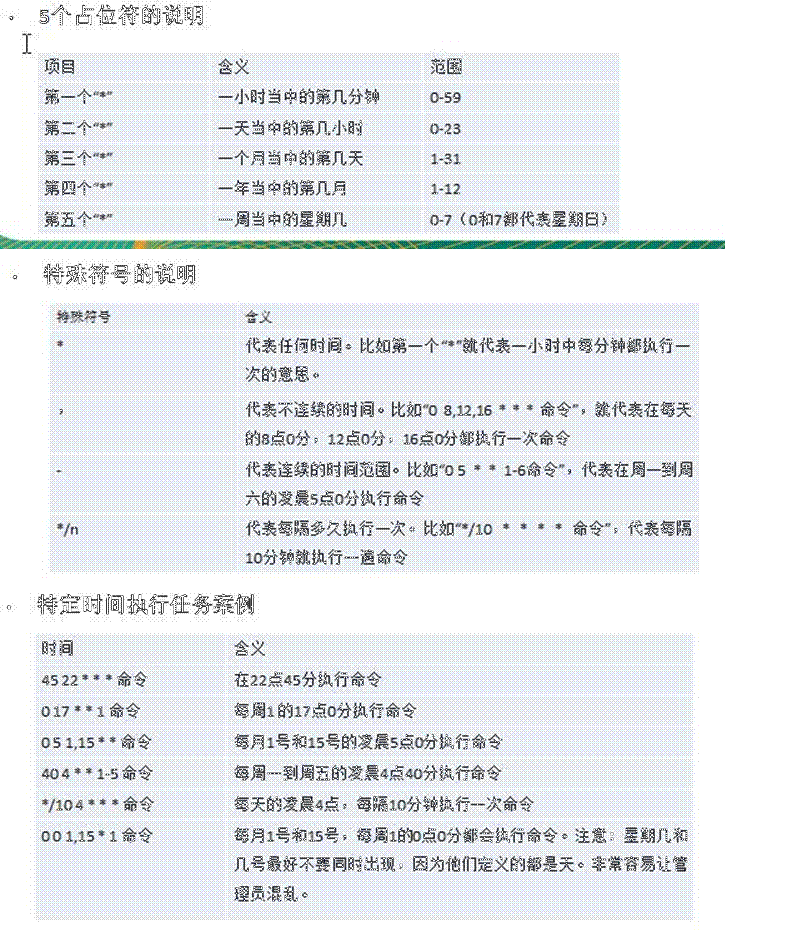 5个占位符的说明
项目 含义 范围
第一个“*” 一小时当中的第几分钟 0-59
第二个“*” 一天当中的第几小时 0-23
第三个“*” 一个月当中的第几天 1-31
第四个“*” 一年当中的第几月 1-12
第五个“*” 一周当中的星期几 0-7（0和7都代表星期日）
特殊符号的说明
特殊符号 含义
* 代表任何时间。比如第一个“*”就代表一小时中每分钟都执行一
次的意思。
， 代表不连续的时间。比如“0 8,12,16 * * * 命令”，就代表在每天
的8点0分，12点0分，16点0分都执行一次命令
- 代表连续的时间范围。比如“0 5 * * 1-6命令”，代表在周一到周
六的凌晨5点0分执行命令
*/n 代表每隔多久执行一次。比如“*/10 * * * * 命令”，代表每隔
10分钟就执行一遍命令
特定时间执行任务案例
时间 含义
45 22 * * * 命令 在22点45分执行命令
0 17 * * 1 命令 每周1的17点0分执行命令
0 5 1,15 * * 命令 每月1号和15号的凌晨5点0分执行命令
40 4 * * 1-5 命令 每周一到周五的凌晨4点40分执行命令
*/10 4 * * * 命令 每天的凌晨4点，每隔10分钟执行一次命令
0 0 1,15 * 1 命令 每月1号和15号，每周1的0点0分都会执行命令。注意：星期几和
几号最好不要同时出现，因为他们定义的都是天。非常容易让管
理员混乱。